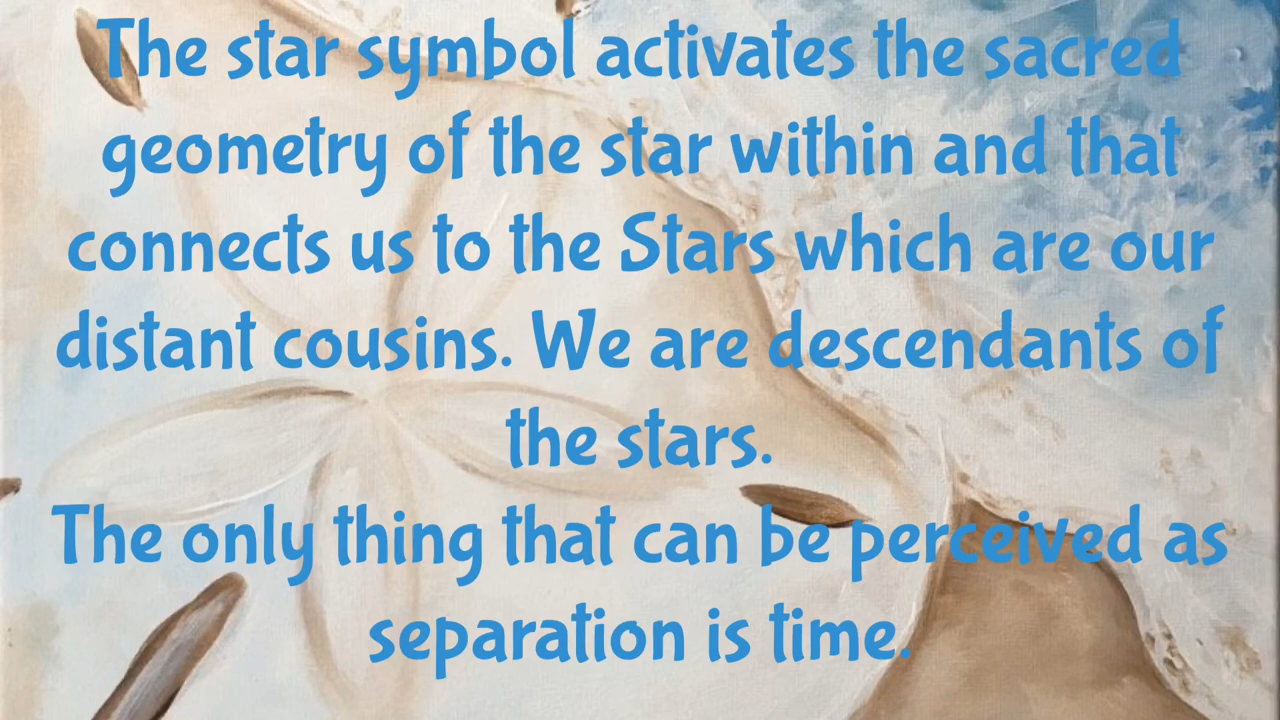 The star symbol activates the sacred
geometry of the star within and that
connects us to the Stars which are our
distant cousins. We are descendants of
the stars.
The only thing that can be perceived as
separation is time.